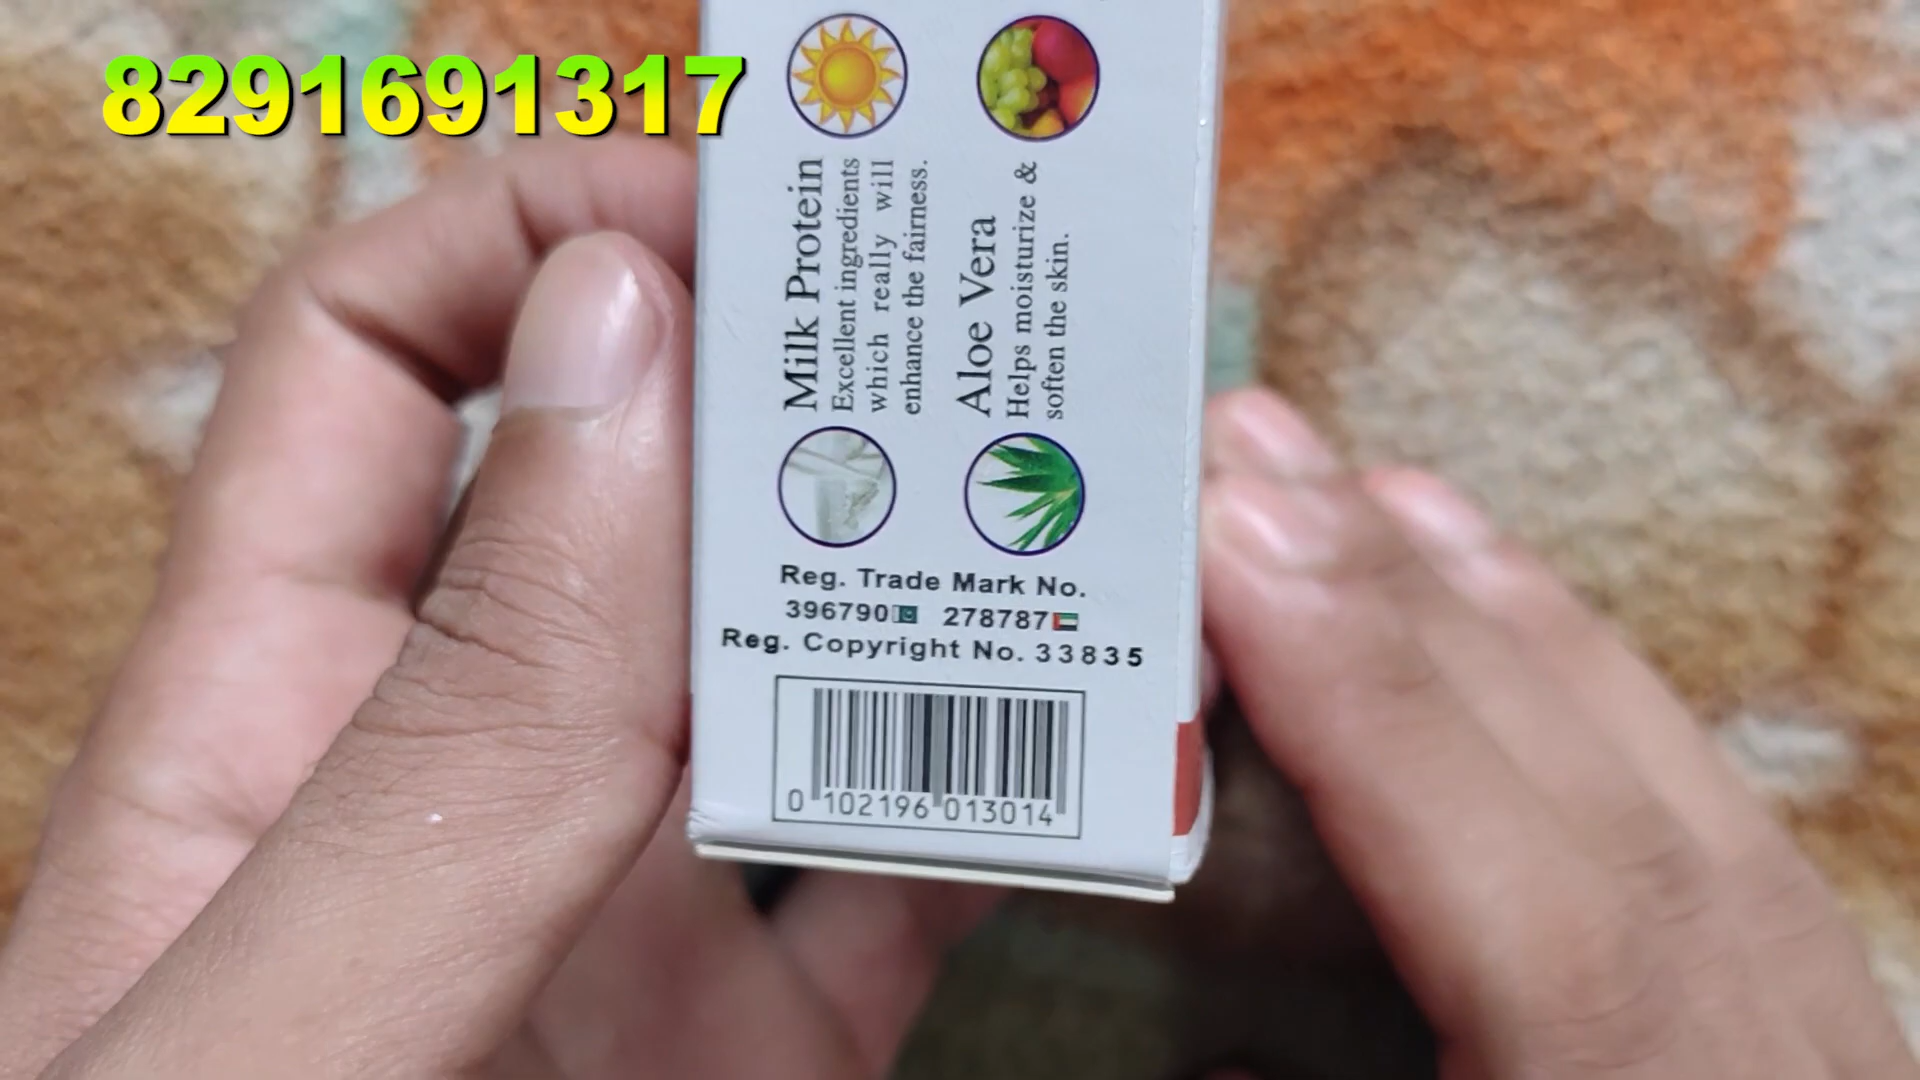 8291691317
Milk Protein
Excellent ingredients
which really will
enhance the fairness.
Aloe Vera
Helps moisturize &
soften the skin.
Reg. Trade Mark No.
396790 278787
Reg. Copyright No. 33835
0 102196 013014